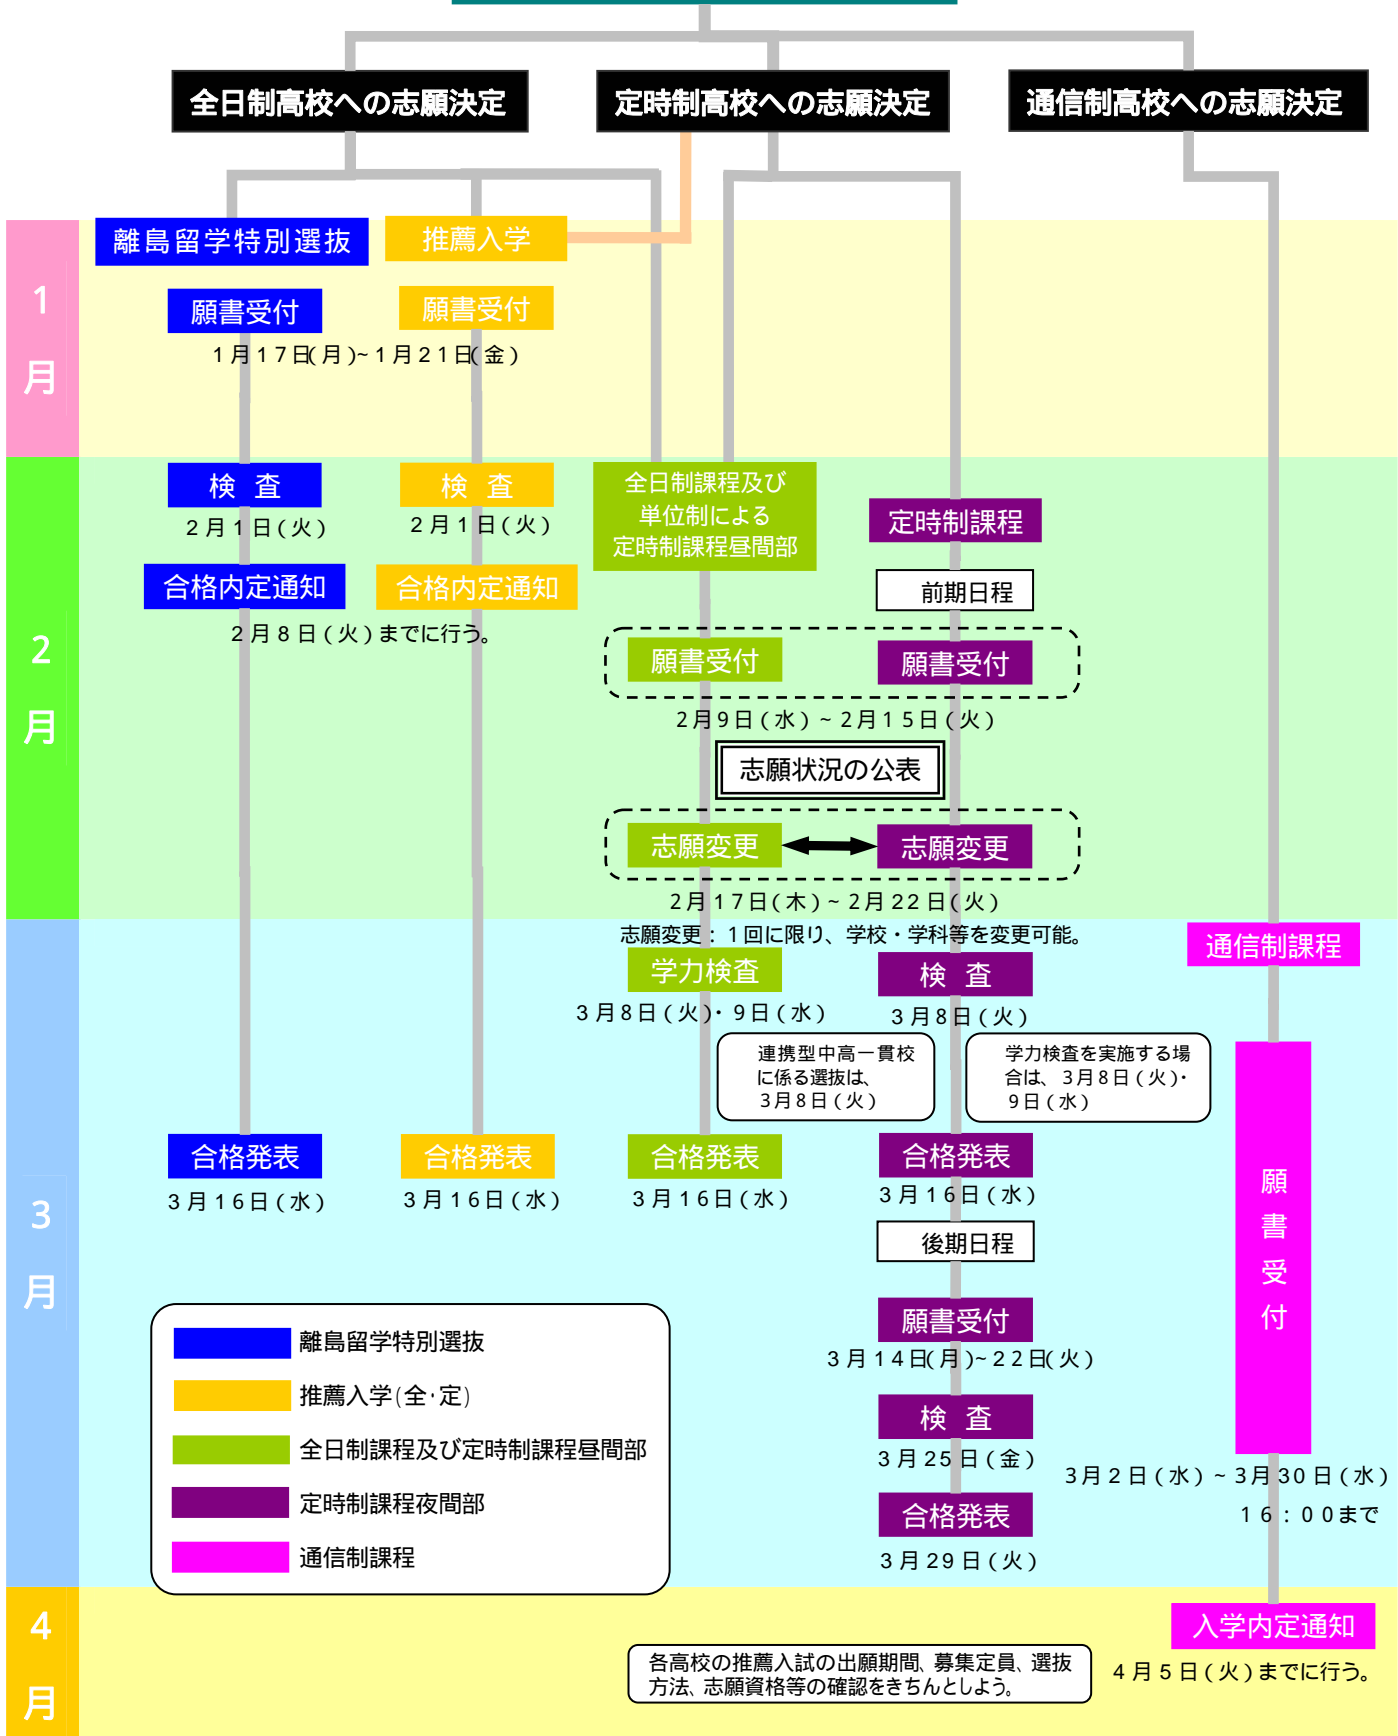 全日制高校への志願決定
定時制高校への志願決定
通信制高校への志願決定
1
月
離島留学特別選抜
推薦入学
願書受付
願書受付
1月17日(月)~1月21日(金)
2
月
検 査
2月1日(火)
検 査
2月1日(火)
全日制課程及び
単位制による
定時制課程昼間部
定時制課程
前期日程
合格内定通知
合格内定通知
2月8日(火)までに行う。
願書受付
願書受付
2月9日(水)~2月15日(火)
志願状況の公表
志願変更
志願変更
2月17日(木)~2月22日(火)
志願変更:1回に限り、学校・学科等を変更可能。
3
月
通信制課程
学力検査
3月8日(火)・9日(水)
検 査
3月8日(火)
連携型中高一貫校
に係る選抜は、
3月8日(火)
学力検査を実施する場
合は、3月8日(火)・
9日(水)
願
書
受
付
合格発表
3月16日(水)
合格発表
3月16日(水)
合格発表
3月16日(水)
合格発表
3月16日(水)
後期日程
願書受付
3月14日(月)~22日(火)
検 査
3月25日(金)
合格発表
3月29日(火)
3月2日(水)~3月30日(水)
16:00まで
離島留学特別選抜
推薦入学(全・定)
全日制課程及び定時制課程昼間部
定時制課程夜間部
通信制課程
4
月
入学内定通知
4月5日(火)までに行う。
各高校の推薦入試の出願期間、募集定員、選抜
方法、志願資格等の確認をきちんとしよう。